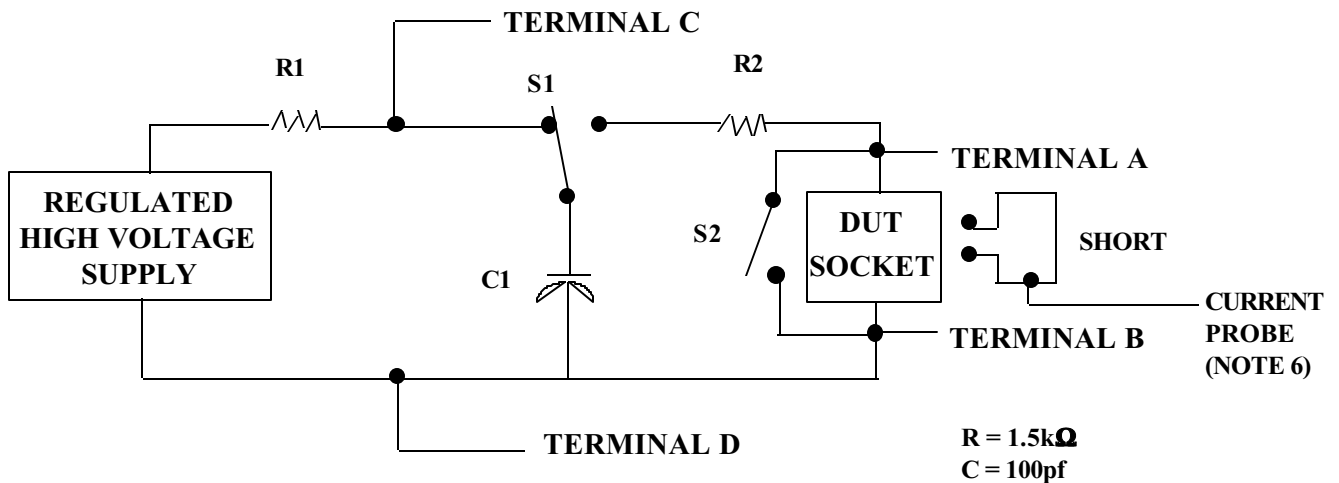 TERMINAL C
R1
S1
R2
TERMINAL A
REGULATED
HIGH VOLTAGE
SUPPLY
S2
DUT
SOCKET
SHORT
C1
CURRENT
PROBE
(NOTE 6)
TERMINAL B
TERMINAL D
R = 1.5kΩ
C = 100pf